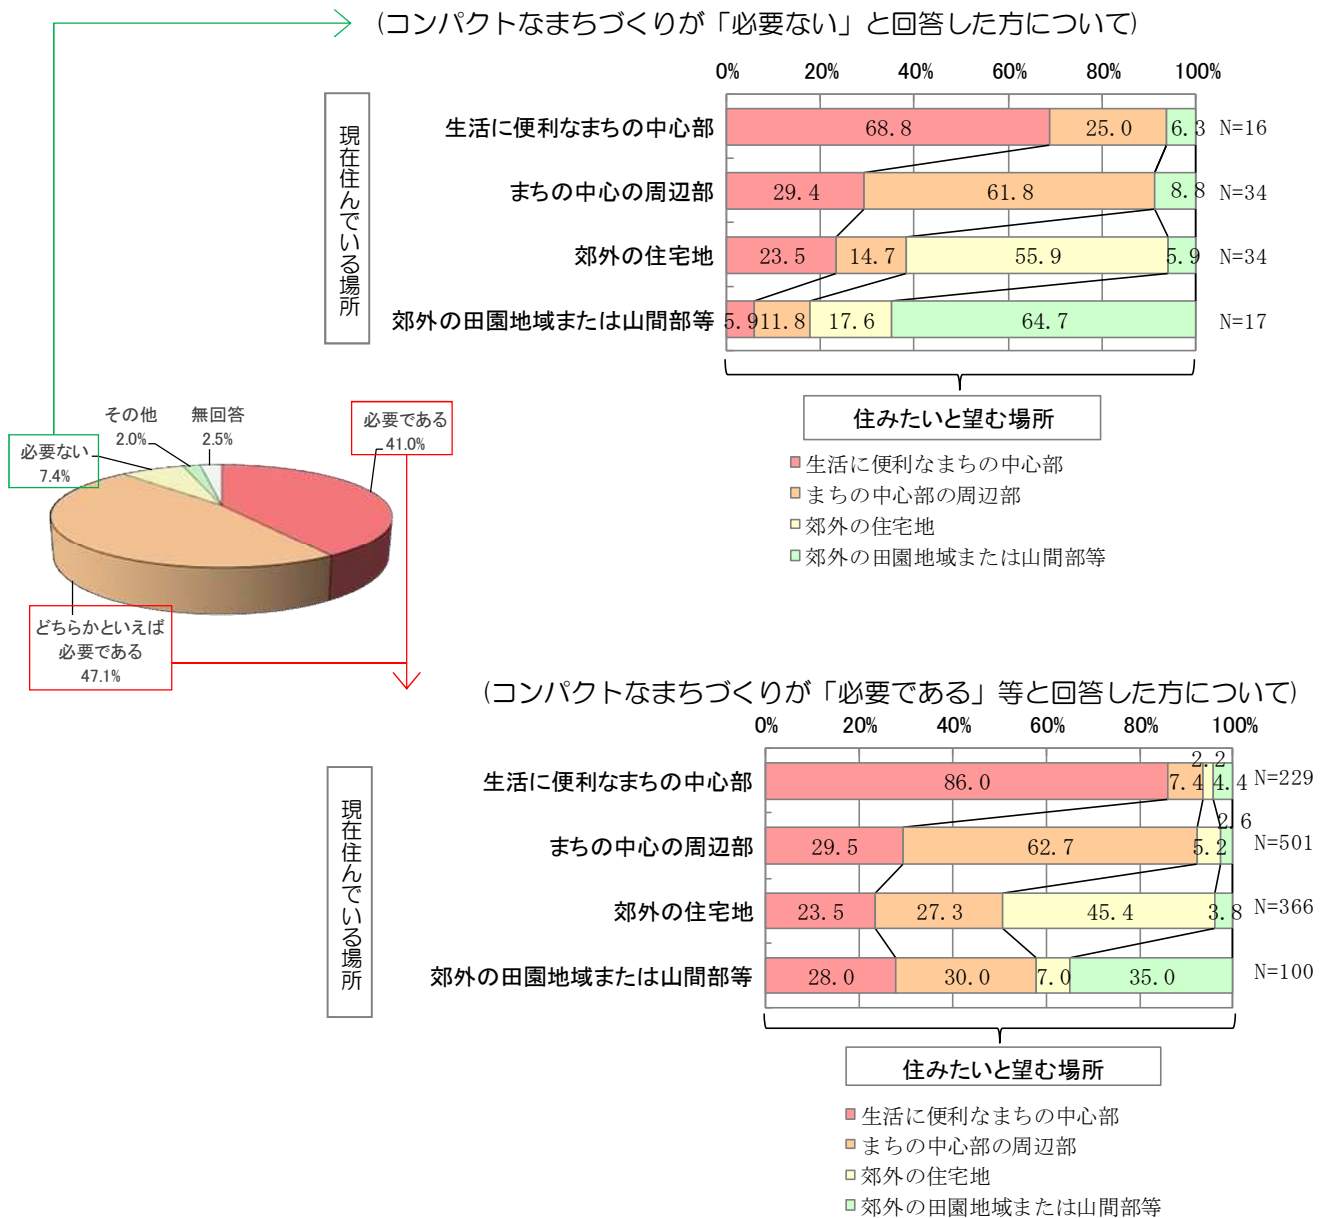 (コンパクトなまちづくりが「必要ない」と回答した方について)
0% 20% 40% 60% 80% 100%
現在住んでいる場所
生活に便利なまちの中心部 68.8 25.0 6.3 N=16
まちの中心の周辺部 29.4 61.8 8.8 N=34
郊外の住宅地 23.5 14.7 55.9 5.9 N=34
郊外の田園地域または山間部等 5.9 11.8 17.6 64.7 N=17
住みたいと望む場所
生活に便利なまちの中心部
まちの中心部の周辺部
郊外の住宅地
郊外の田園地域または山間部等
その他
2.0%
無回答
2.5%
必要である
41.0%
必要ない
7.4%
どちらかといえば
必要である
47.1%
(コンパクトなまちづくりが「必要である」等と回答した方について)
0% 20% 40% 60% 80% 100%
現在住んでいる場所
生活に便利なまちの中心部 86.0 7.4 2.2 4.4 N=229
まちの中心の周辺部 29.5 62.7 5.2 2.6 N=501
郊外の住宅地 23.5 27.3 45.4 3.8 N=366
郊外の田園地域または山間部等 28.0 30.0 7.0 35.0 N=100
住みたいと望む場所
生活に便利なまちの中心部
まちの中心部の周辺部
郊外の住宅地
郊外の田園地域または山間部等